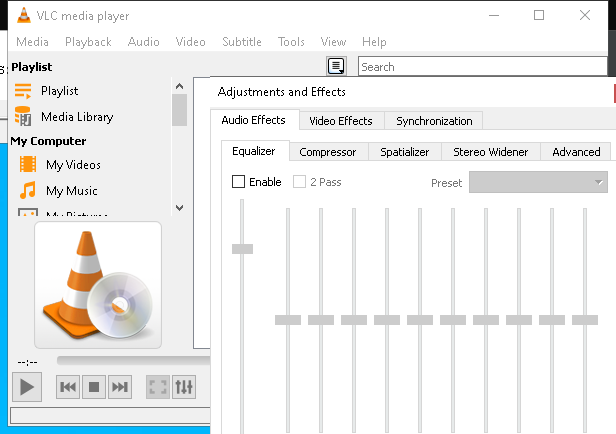 VLC media player
Media Playback Audio Video Subtitle Tools View Help
Playlist
Search
Playlist
Media Library
My Computer
My Videos
My Music
My Pictures
--:--
Adjustments and Effects
Audio Effects Video Effects Synchronization
Equalizer Compressor Spatializer Stereo Widener Advanced
Enable 2 Pass Preset